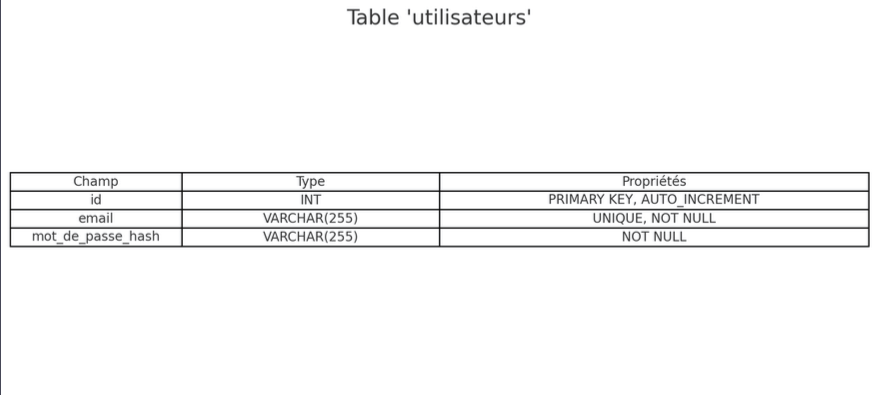 Table 'utilisateurs'
Champ Type Propriétés
id INT PRIMARY KEY, AUTO_INCREMENT
email VARCHAR(255) UNIQUE, NOT NULL
mot_de_passe_hash VARCHAR(255) NOT NULL